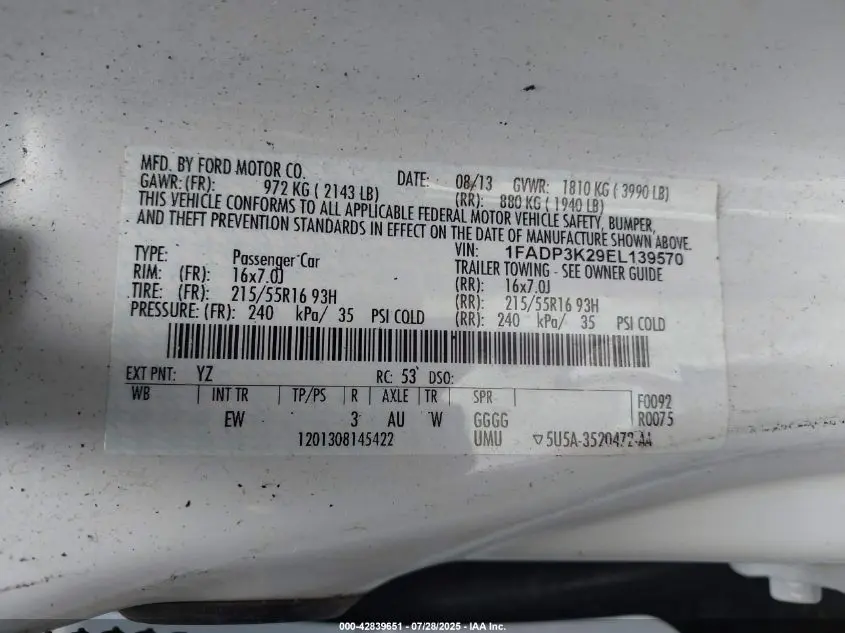 MFD. BY FORD MOTOR CO.
DATE: 08/13 GVWR: 1810 KG ( 3990 LB)
GAWR: (FR): 972 KG ( 2143 LB) (RR): 880 KG ( 1940 LB)
THIS VEHICLE CONFORMS TO ALL APPLICABLE FEDERAL MOTOR VEHICLE SAFETY, BUMPER,
AND THEFT PREVENTION STANDARDS IN EFFECT ON THE DATE OF MANUFACTURE SHOWN ABOVE.
VIN: 1FADP3K29EL139570
TYPE: Passenger Car TRAILER TOWING - SEE OWNER GUIDE
RIM: (FR): 16x7.0J (RR): 16x7.0J
TIRE: (FR): 215/55R16 93H (RR): 215/55R16 93H
PRESSURE: (FR): 240 kPa/ 35 PSI COLD (RR): 240 kPa/ 35 PSI COLD
EXT PNT: YZ RC: 53 DSO:
WB INT TR TP/PS R AXLE TR SPR F0092
EW 3 AU W GGGG R0075
1201308145422 UMU ▽5U5A-3520472-AA
000-42839651 | 07/28/2025 - IAA Inc.